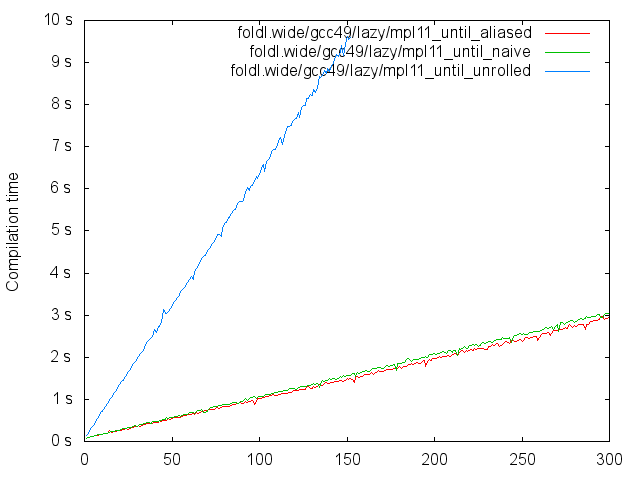 10 s
9 s
8 s
7 s
6 s
5 s
4 s
3 s
2 s
1 s
0 s
0
50
100
150
200
250
300
Compilation time
foldl.wide/gcc49/lazy/mpl11_until_aliased
foldl.wide/gcc49/lazy/mpl11_until_naive
foldl.wide/gcc49/lazy/mpl11_until_unrolled